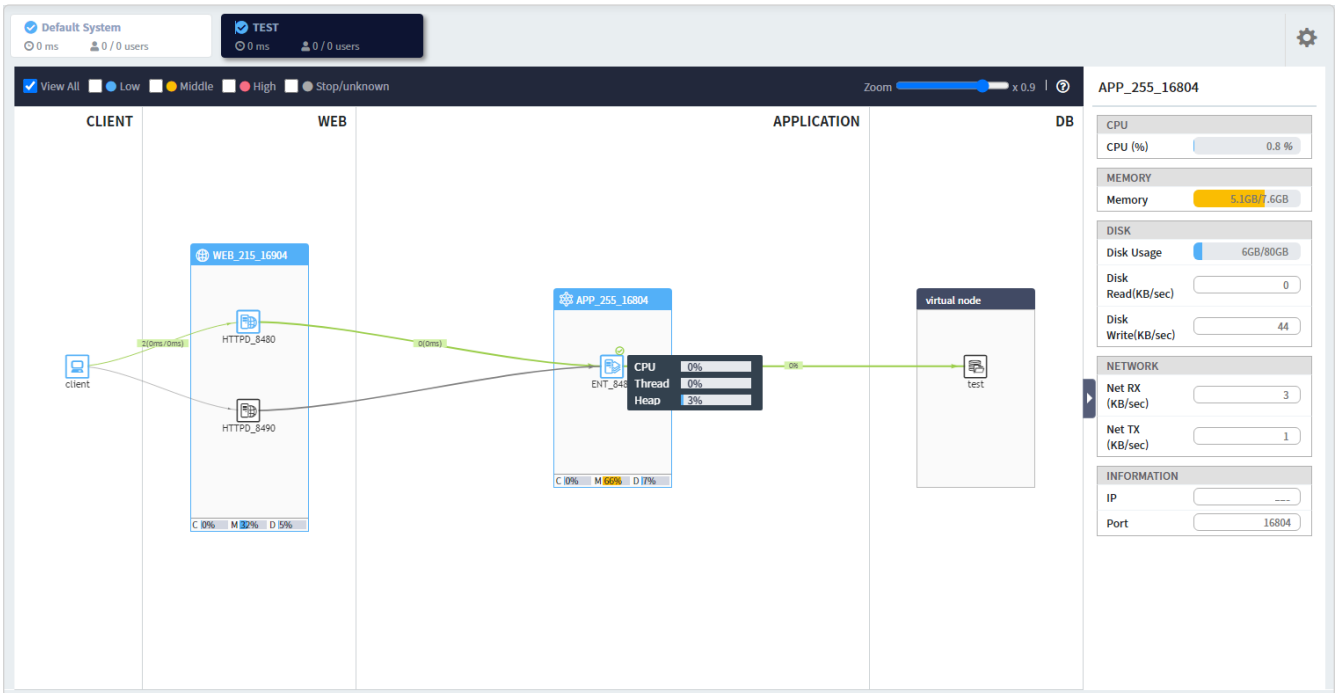 Default System
0 ms 0 / 0 users
TEST
0 ms 0 / 0 users
View All Low Middle High Stop/unknown
Zoom x 0.9 | ?
CLIENT WEB APPLICATION DB
WEB_215_16904
HTTPD_8480
HTTPD_8490
C 0% M 32% D 5%
client
2(0ms/0ms)
0(0ms)
APP_255_16804
ENT_848
CPU 0%
Thread 0%
Heap 3%
C 0% M 66% D 7%
0%
virtual node
test
APP_255_16804
CPU
CPU (%) 0.8 %
MEMORY
Memory 5.1GB/7.6GB
DISK
Disk Usage 6GB/80GB
Disk
Read(KB/sec) 0
Disk
Write(KB/sec) 44
NETWORK
Net RX
(KB/sec) 3
Net TX
(KB/sec) 1
INFORMATION
IP ___
Port 16804